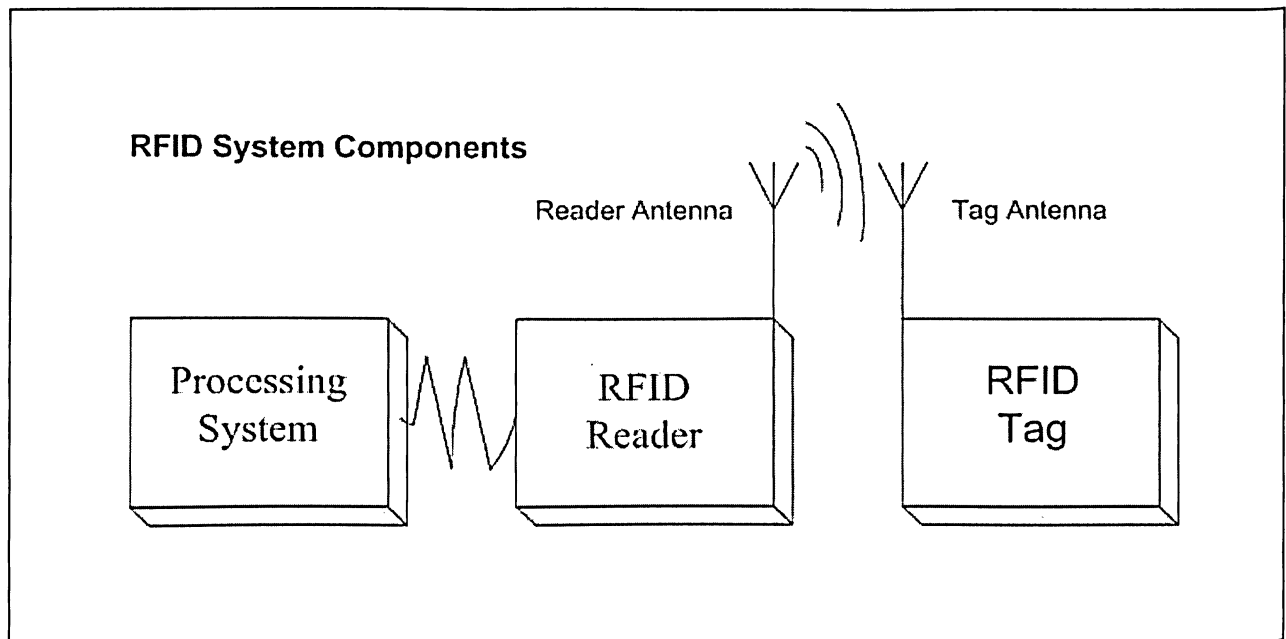 RFID System Components
Reader Antenna
Tag Antenna
Processing
System
RFID
Reader
RFID
Tag